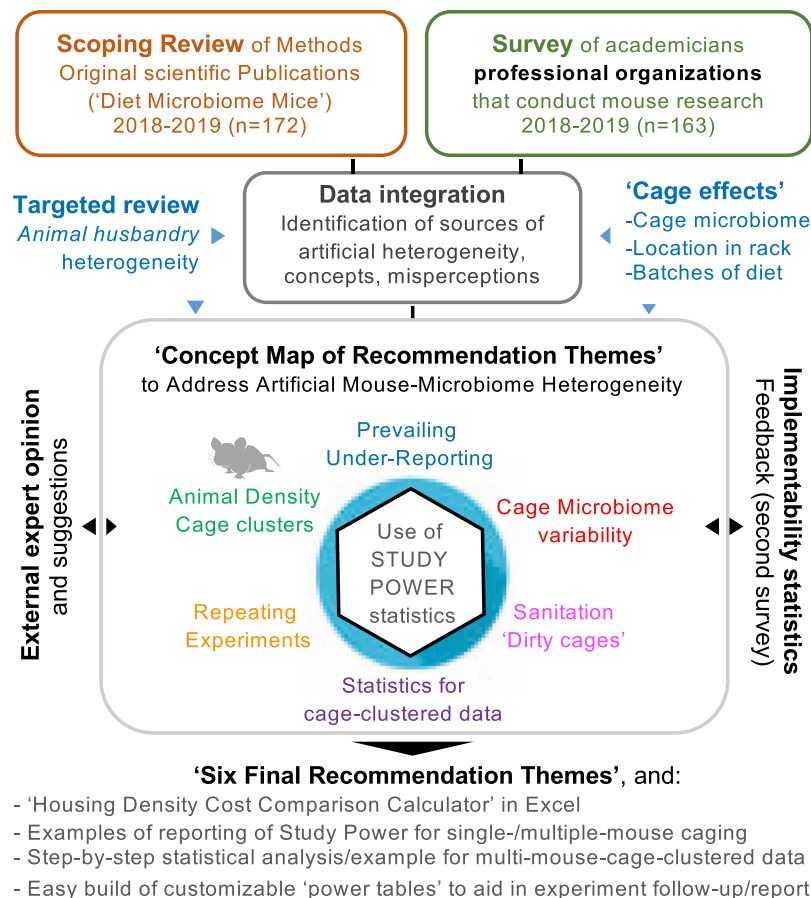 Scoping Review of Methods
Original scientific Publications
(‘Diet Microbiome Mice’)
2018-2019 (n=172)
Survey of academicians
professional organizations
that conduct mouse research
2018-2019 (n=163)
Targeted review
Animal husbandry
heterogeneity
Data integration
Identification of sources of
artificial heterogeneity,
concepts, misperceptions
‘Cage effects’
-Cage microbiome
-Location in rack
-Batches of diet
‘Concept Map of Recommendation Themes’
to Address Artificial Mouse-Microbiome Heterogeneity
External expert opinion
and suggestions
Prevailing
Under-Reporting
Animal Density
Cage clusters
Cage Microbiome
variability
Use of
STUDY
POWER
statistics
Repeating
Experiments
Sanitation
‘Dirty cages’
Statistics for
cage-clustered data
Implementability statistics
Feedback (second survey)
‘Six Final Recommendation Themes’, and:
- ‘Housing Density Cost Comparison Calculator’ in Excel
- Examples of reporting of Study Power for single-/multiple-mouse caging
- Step-by-step statistical analysis/example for multi-mouse-cage-clustered data
- Easy build of customizable ‘power tables’ to aid in experiment follow-up/report